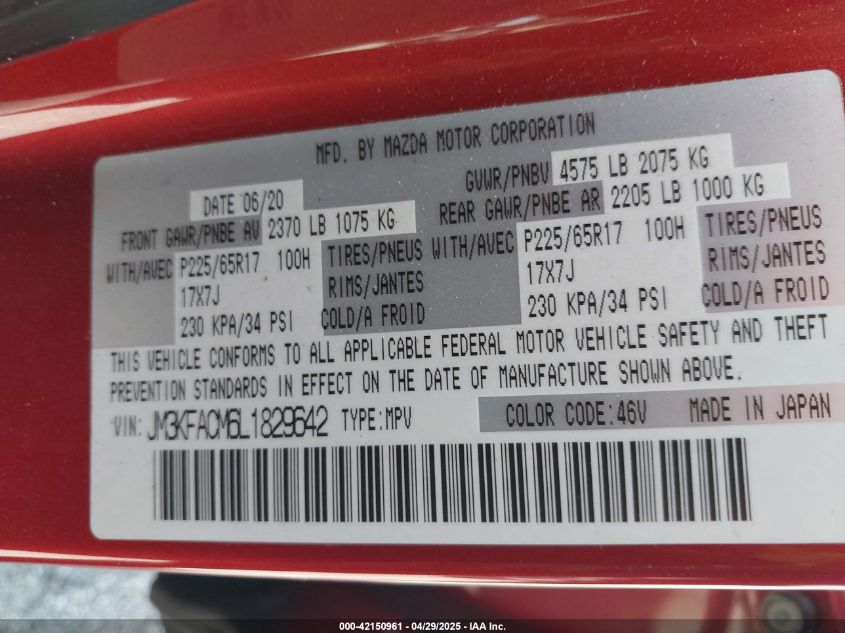 MFD. BY MAZDA MOTOR CORPORATION
DATE 06/20 GVWR/PNBV 4575 LB 2075 KG
FRONT GAWR/PNBE AV 2370 LB 1075 KG REAR GAWR/PNBE AR 2205 LB 1000 KG
WITH/AVEC P225/65R17 100H TIRES/PNEUS WITH/AVEC P225/65R17 100H TIRES/PNEUS
17X7J RIMS/JANTES 17X7J RIMS/JANTES
230 KPA/34 PSI COLD/A FROID 230 KPA/34 PSI COLD/A FROID
THIS VEHICLE CONFORMS TO ALL APPLICABLE FEDERAL MOTOR VEHICLE SAFETY AND THEFT
PREVENTION STANDARDS IN EFFECT ON THE DATE OF MANUFACTURE SHOWN ABOVE.
VIN: JM3KFACM6L1829642 TYPE:MPV COLOR CODE:46V MADE IN JAPAN
000-42150961 - 04/29/2025 - IAA Inc.